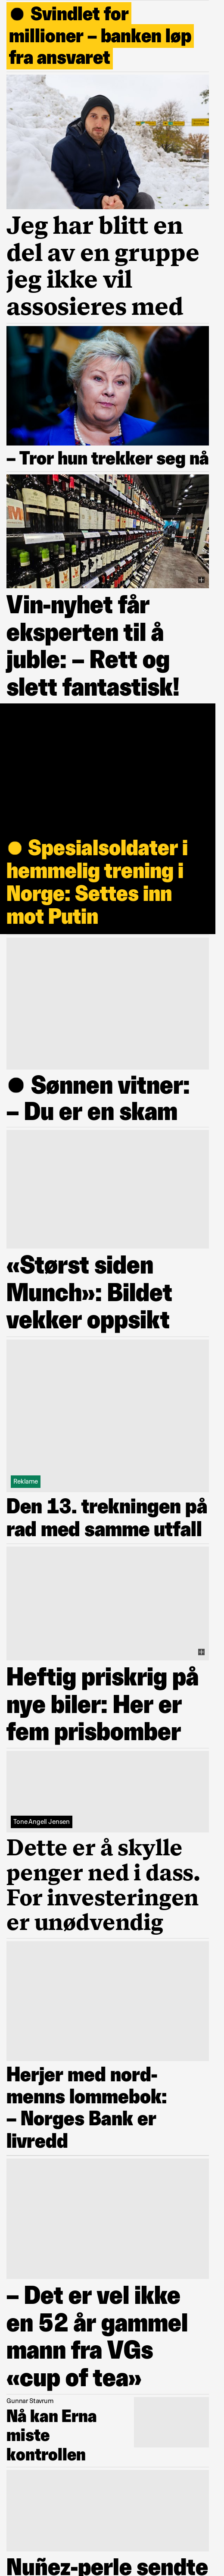 ● Svindlet for
millioner – banken løp
fra ansvaret
Jeg har blitt en
del av en gruppe
jeg ikke vil
assosieres med
– Tror hun trekker seg nå
Vin-nyhet får
eksperten til å
juble: – Rett og
slett fantastisk!
● Spesialsoldater i
hemmelig trening i
Norge: Settes inn
mot Putin
● Sønnen vitner:
– Du er en skam
«Størst siden
Munch»: Bildet
vekker oppsikt
Reklame
Den 13. trekningen på
rad med samme utfall
Heftig priskrig på
nye biler: Her er
fem prisbomber
Tone Angell Jensen
Dette er å skylle
penger ned i dass.
For investeringen
er unødvendig
Herjer med nord-
menns lommebok:
– Norges Bank er
livredd
– Det er vel ikke
en 52 år gammel
mann fra VGs
«cup of tea»
Gunnar Stavrum
Nå kan Erna
miste
kontrollen
Nuñez-perle sendte